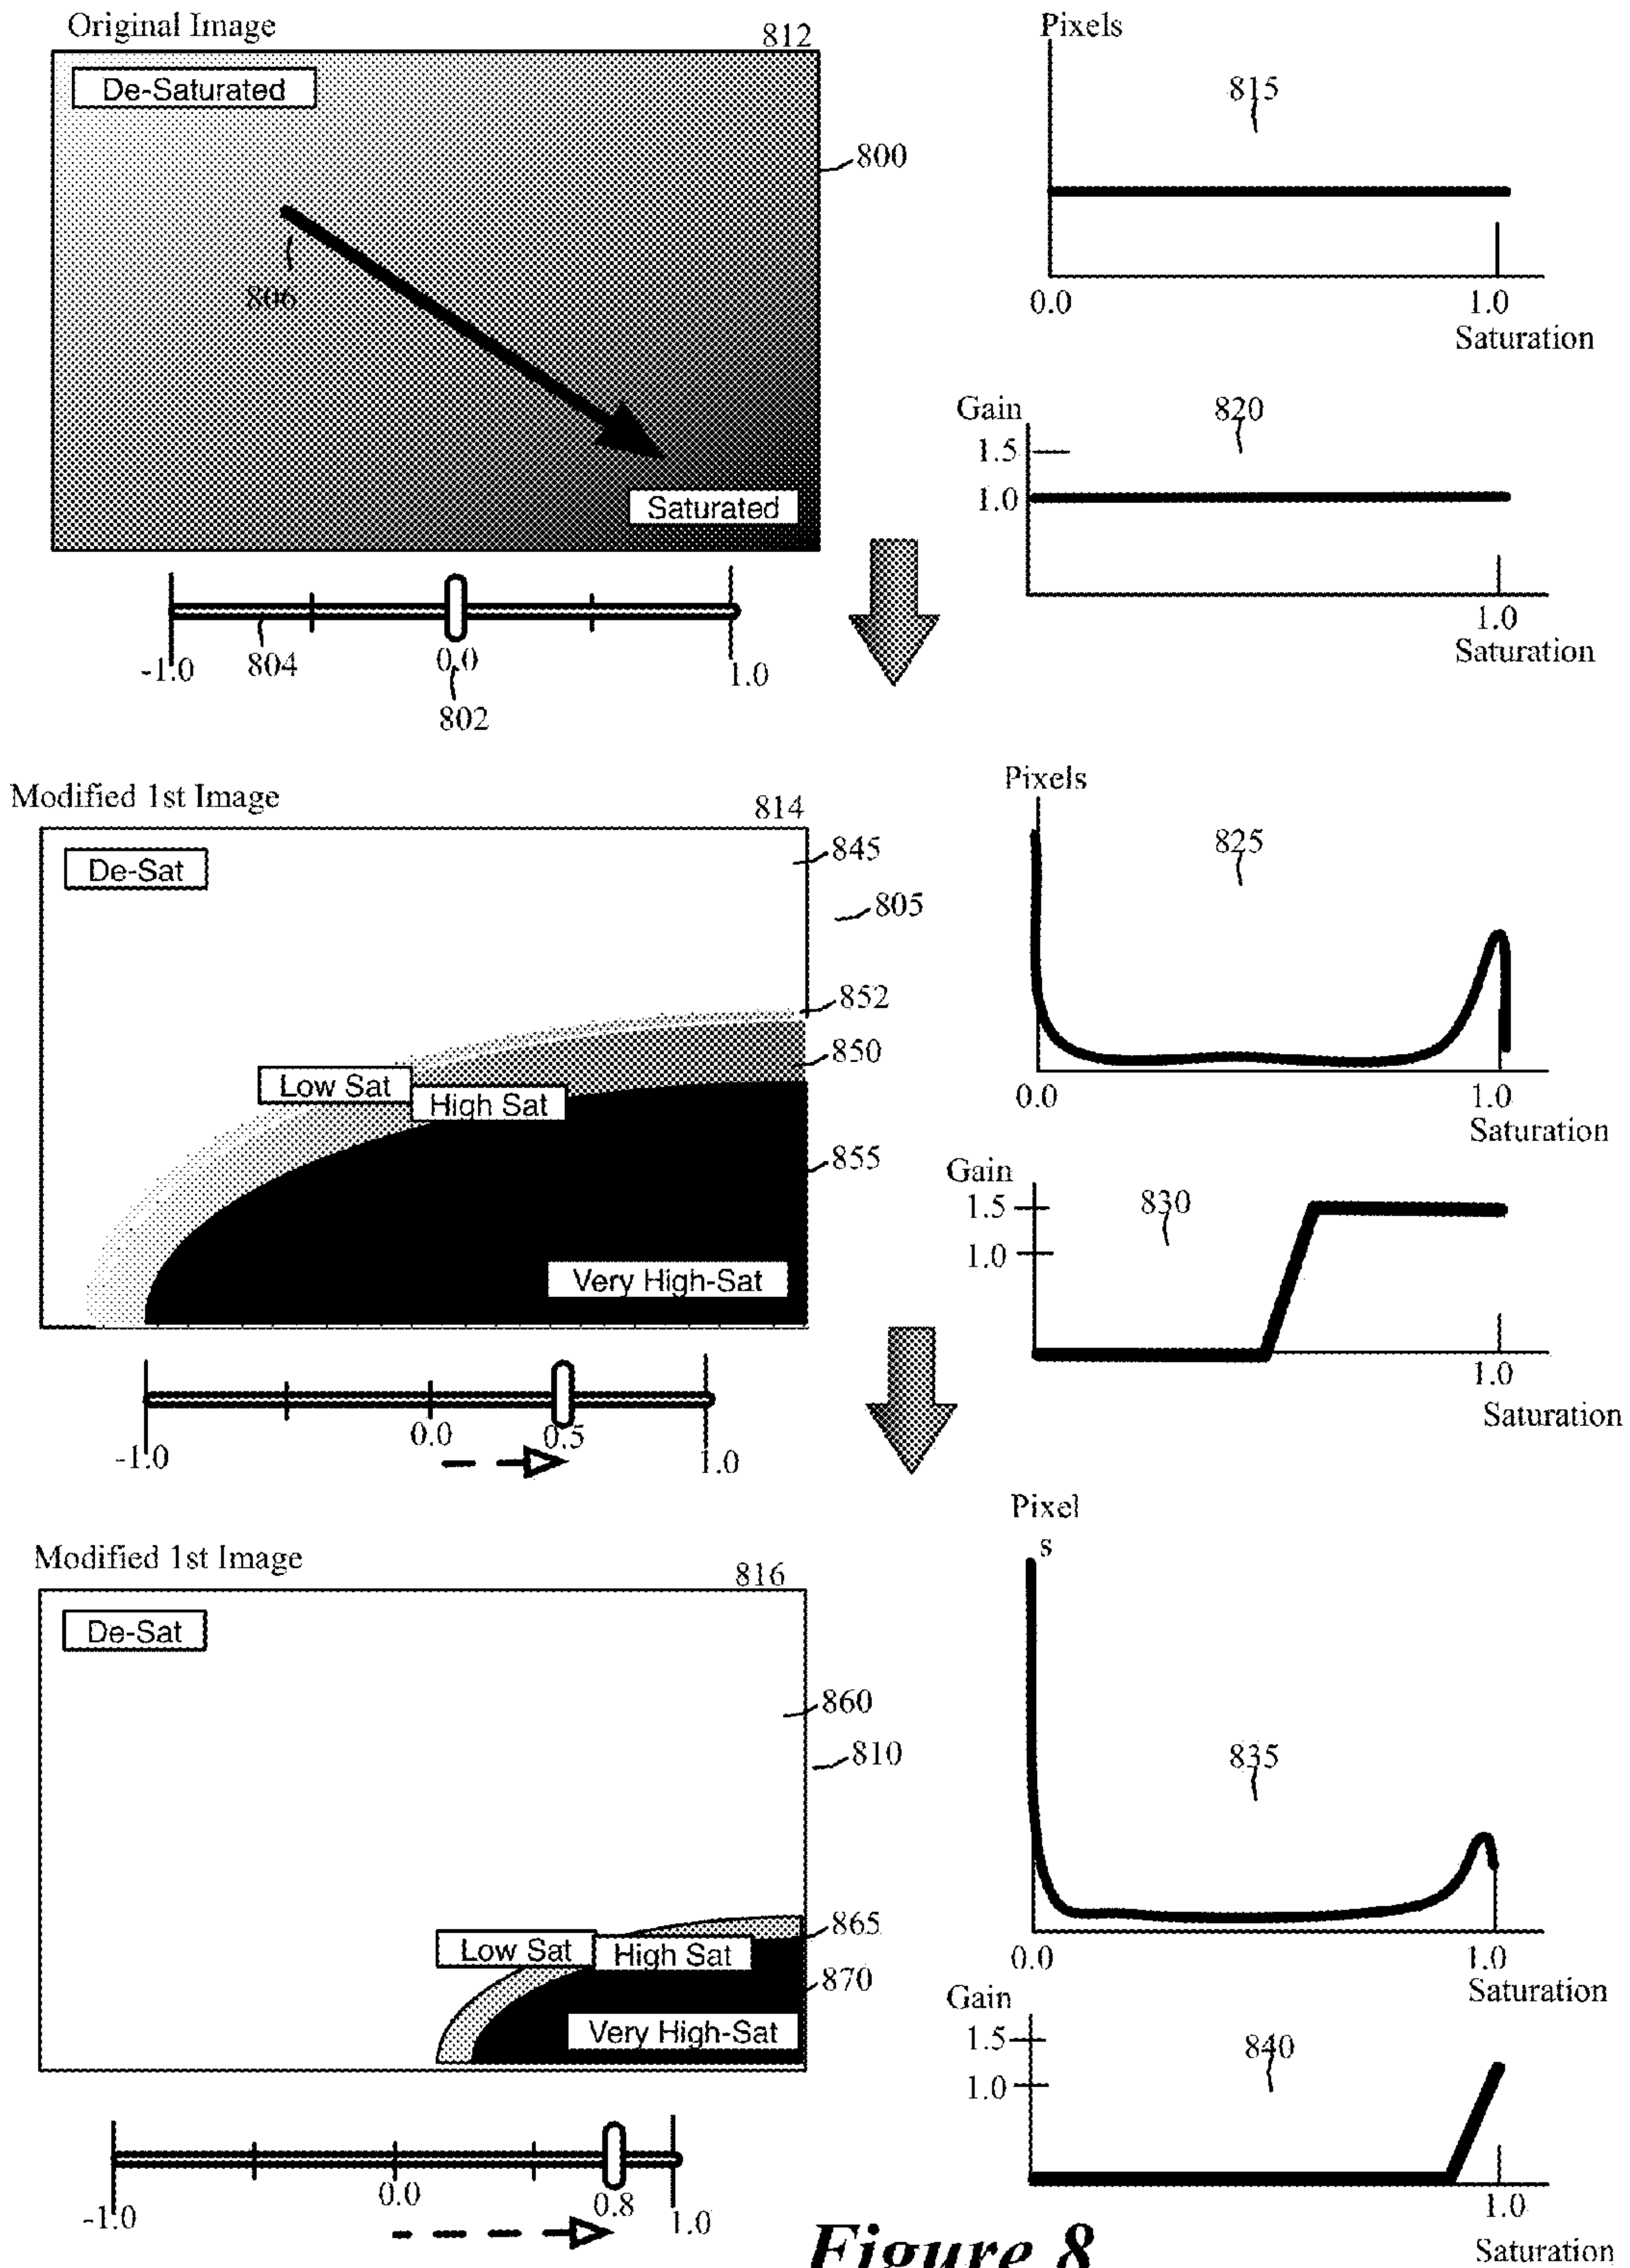 Original Image
812
De-Saturated
800
806
Saturated
-1.0
804
0.0
1.0
802
Pixels
815
0.0
1.0
Saturation
Gain
820
1.5
1.0
1.0
Saturation
Modified 1st Image
814
De-Sat
845
805
852
850
Low Sat
High Sat
855
Very High-Sat
-1.0
0.0
0.5
1.0
Pixels
825
0.0
1.0
Saturation
Gain
830
1.5
1.0
1.0
Saturation
Modified 1st Image
816
De-Sat
860
810
865
Low Sat
High Sat
870
Very High-Sat
-1.0
0.0
0.8
1.0
Pixel
s
835
0.0
1.0
Saturation
Gain
840
1.5
1.0
1.0
Saturation
Figure 8